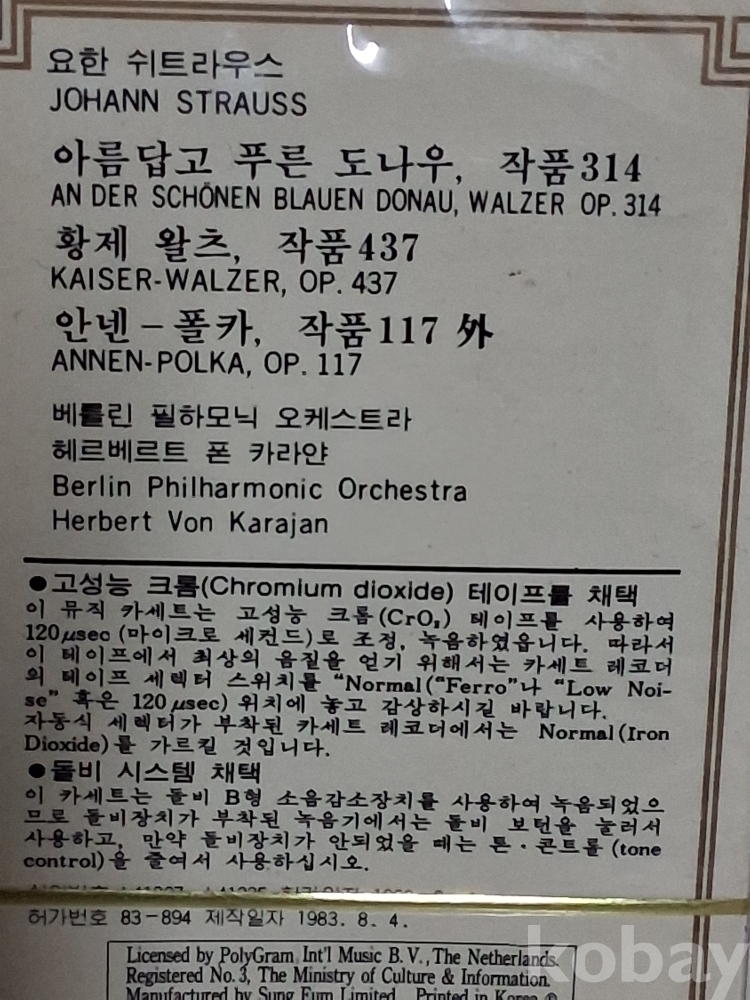 요한 쉬트라우스
JOHANN STRAUSS
아름답고 푸른 도나우, 작품314
AN DER SCHÖNEN BLAUEN DONAU, WALZER OP. 314
황제 왈츠, 작품437
KAISER-WALZER, OP. 437
안넨-폴카, 작품117 外
ANNEN-POLKA, OP. 117
베를린 필하모닉 오케스트라
헤르베르트 폰 카라얀
Berlin Philharmonic Orchestra
Herbert Von Karajan
●고성능 크롬(Chromium dioxide) 테이프를 채택
이 뮤직 카세트는 고성능 크롬(CrO₂) 테이프를 사용하여
120μsec (마이크로 세컨드)로 조정, 녹음하였읍니다. 따라서
이 테이프에서 최상의 음질을 얻기 위해서는 카세트 레코더
의 테이프 세렉터 스위치를 "Normal("Ferro"나 "Low Noi-
se" 혹은 120 μsec) 위치에 놓고 감상하시길 바랍니다.
자동식 세렉터가 부착된 카세트 레코더에서는 Normal(Iron
Dioxide)를 가르킬 것입니다.
●돌비 시스템 채택
이 카세트는 돌비 B형 소음감소장치를 사용하여 녹음되었으
므로 돌비장치가 부착된 녹음기에서는 돌비 보턴을 눌러서
사용하고, 만약 돌비장치가 안되었을 때는 톤·콘트롤 (tone
control)을 줄여서 사용하십시오.
허가번호 83-894 제작일자 1983. 8. 4.
Licensed by PolyGram Int'l Music B. V., The Netherlands.
Registered No. 3, The Ministry of Culture & Information
Manufactured by Sung Eum Limited Printed in Korea ℗
kobay